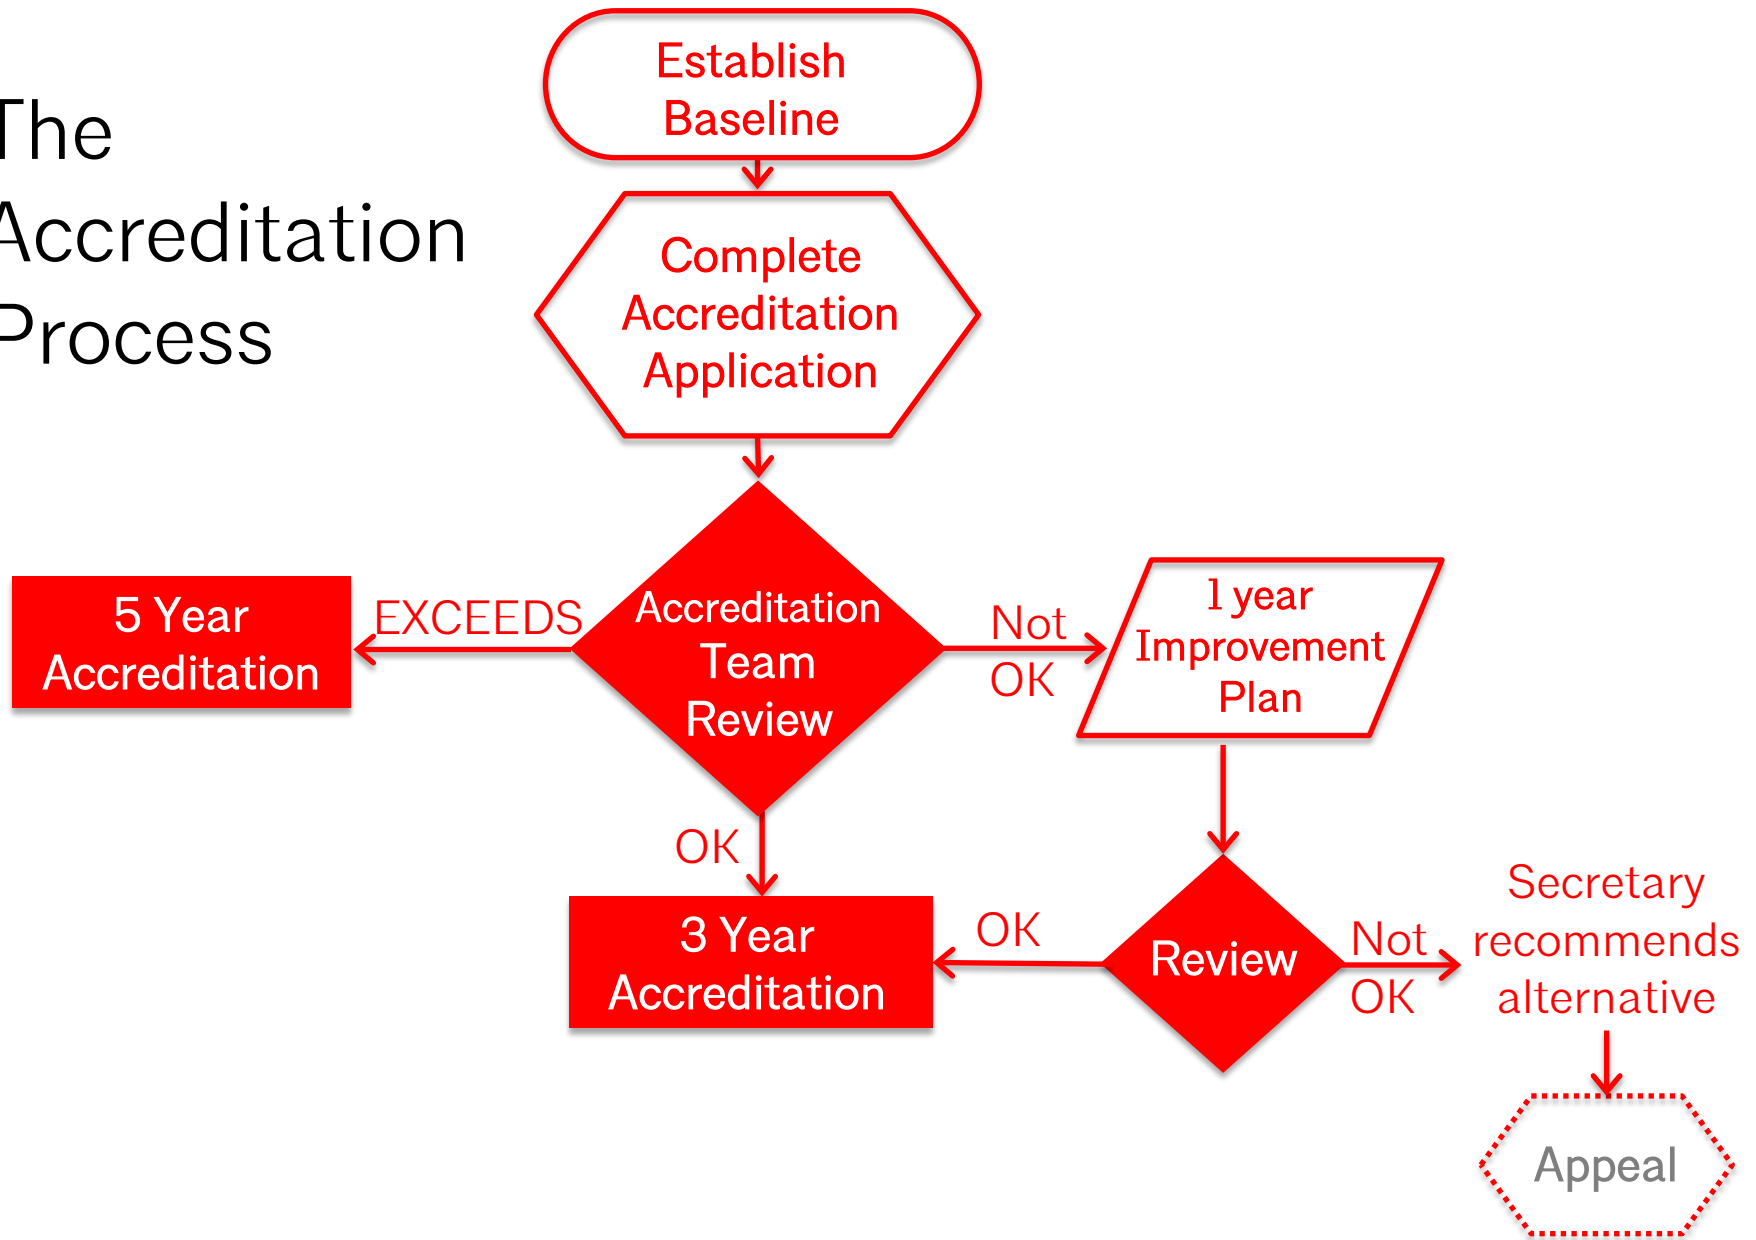 The
Accreditation
Process
Establish
Baseline
Complete
Accreditation
Application
Accreditation
Team
Review
EXCEEDS
5 Year
Accreditation
Not
OK
1 year
Improvement
Plan
OK
3 Year
Accreditation
OK
Review
Not
OK
Secretary
recommends
alternative
Appeal